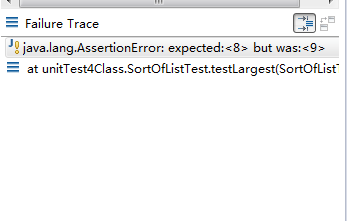 Failure Trace
java.lang.AssertionError: expected:<8> but was:<9>
at unitTest4Class.SortOfListTest.testLargest(SortOfListT